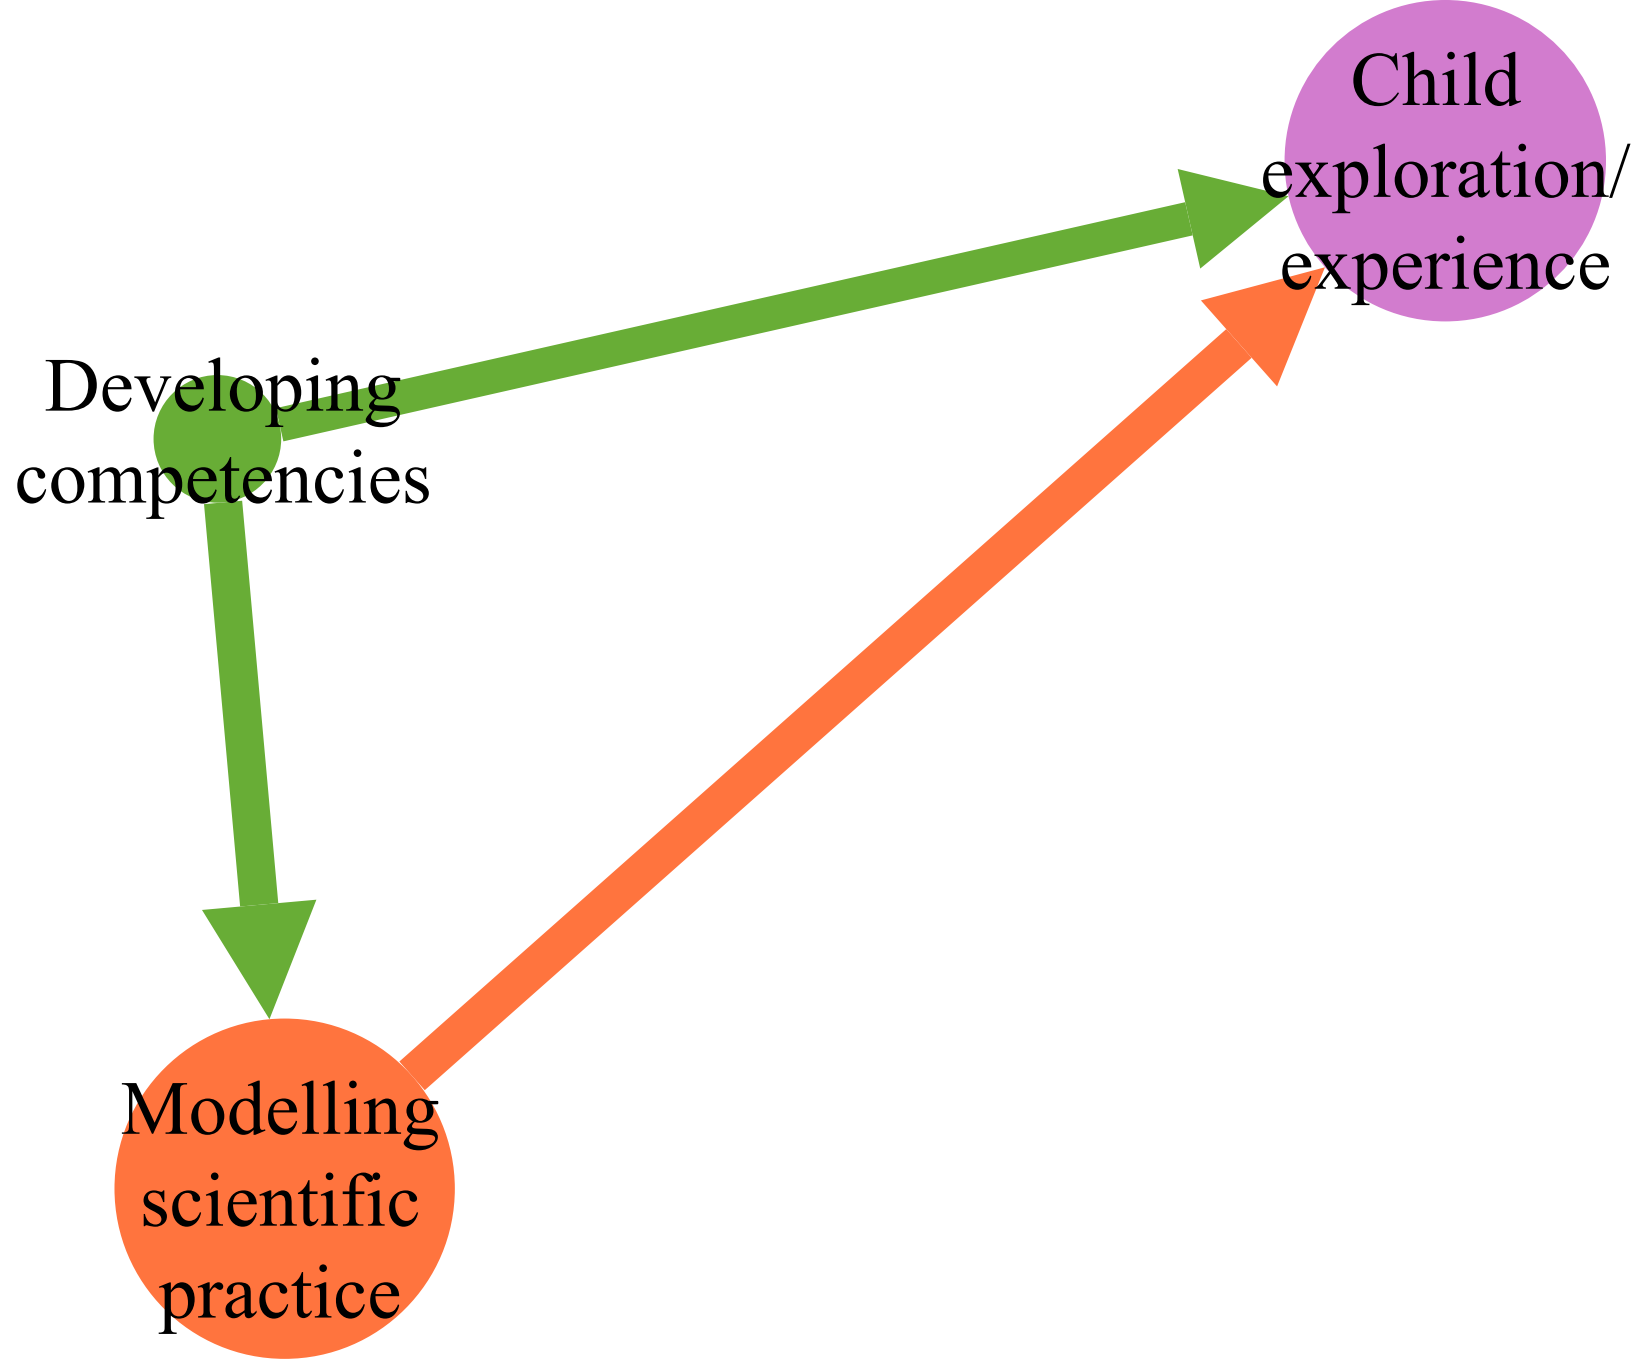 Child
exploration/
experience
Developing
competencies
Modelling
scientific
practice